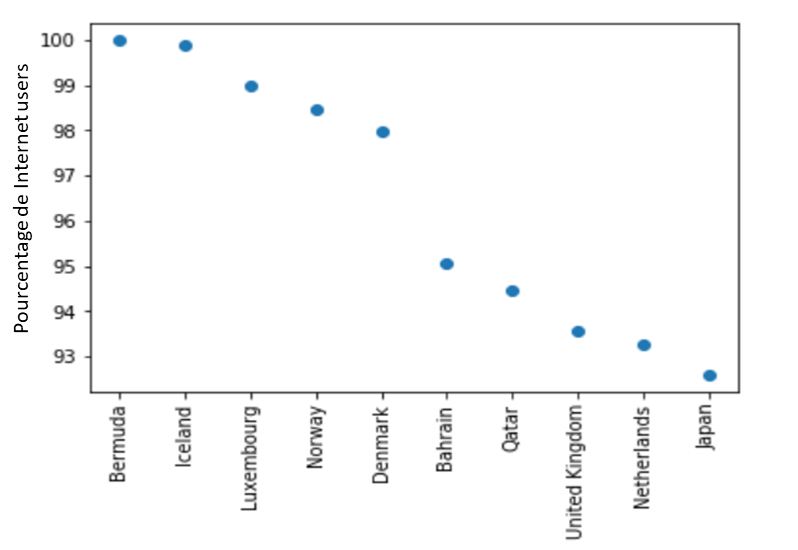 Pourcentage de Internet users
100
99
98
97
96
95
94
93
Bermuda
Iceland
Luxembourg
Norway
Denmark
Bahrain
Qatar
United Kingdom
Netherlands
Japan